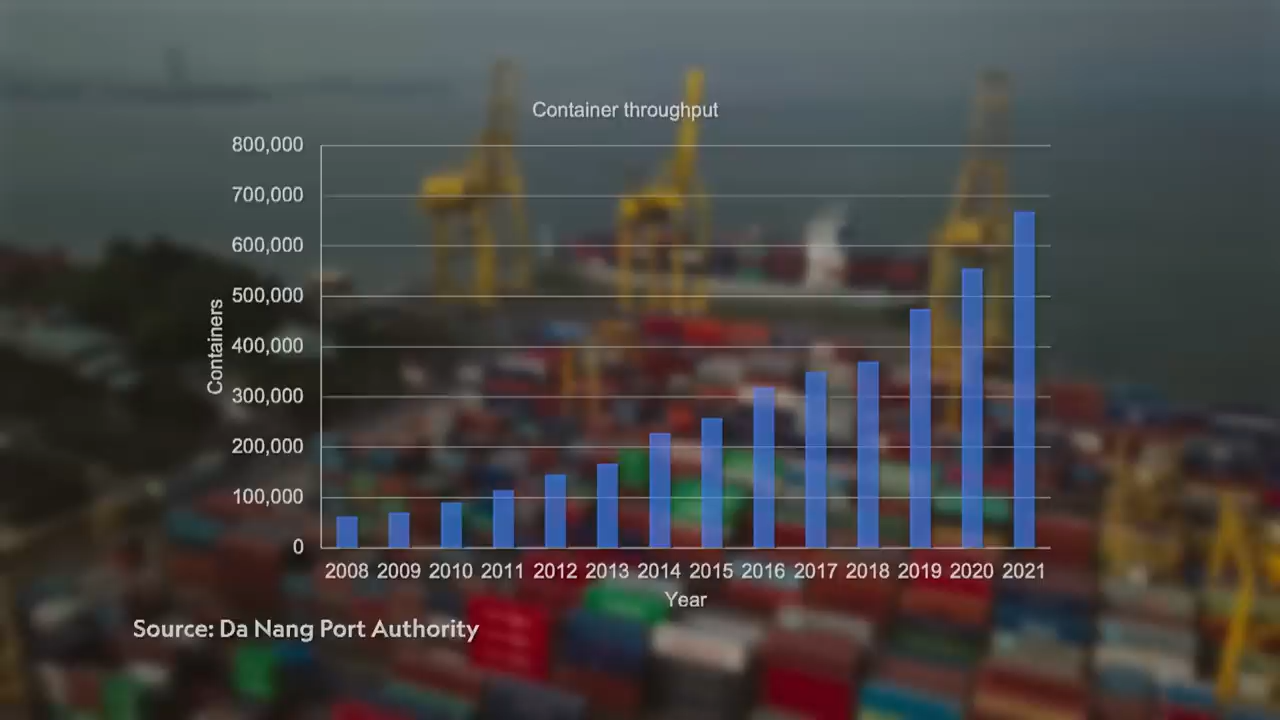 Container throughput
800,000
700,000
600,000
500,000
400,000
300,000
200,000
100,000
0
Containers
2008 2009 2010 2011 2012 2013 2014 2015 2016 2017 2018 2019 2020 2021
Year
Source: Da Nang Port Authority